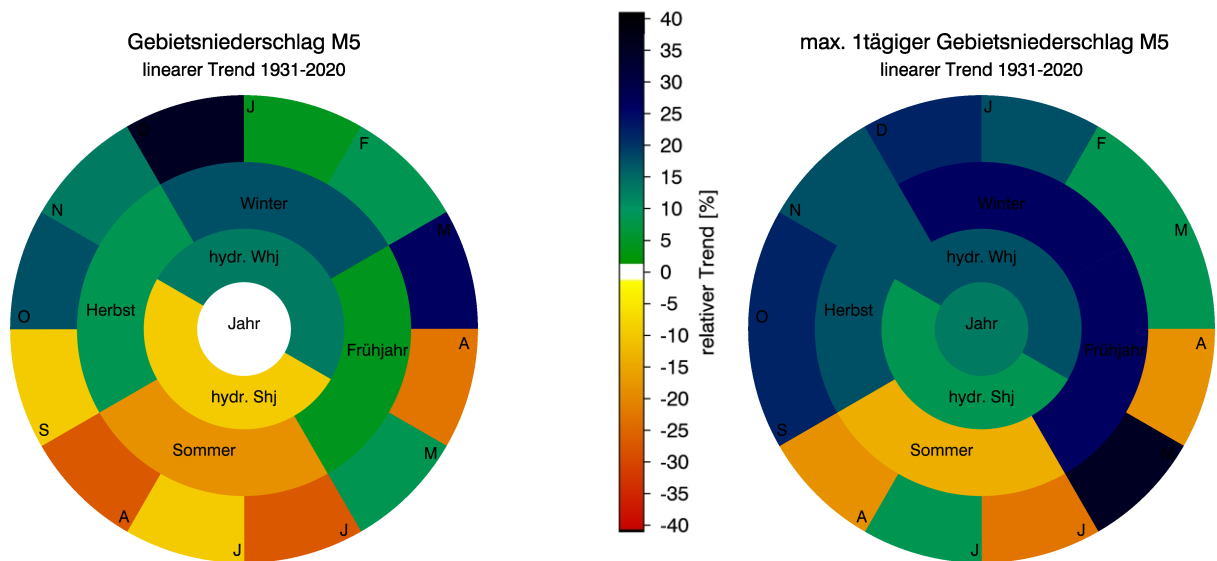 Gebietsniederschlag M5
linearer Trend 1931-2020
J
F
M
A
M
J
J
A
S
O
N
D
Winter
Frühjahr
Sommer
Herbst
hydr. Whj
hydr. Shj
Jahr
40
35
30
25
20
15
10
5
0
-5
-10
-15
-20
-25
-30
-35
-40
relativer Trend [%]
max. 1tägiger Gebietsniederschlag M5
linearer Trend 1931-2020
J
F
M
A
M
J
J
A
S
O
N
D
Winter
Frühjahr
Sommer
Herbst
hydr. Whj
hydr. Shj
Jahr